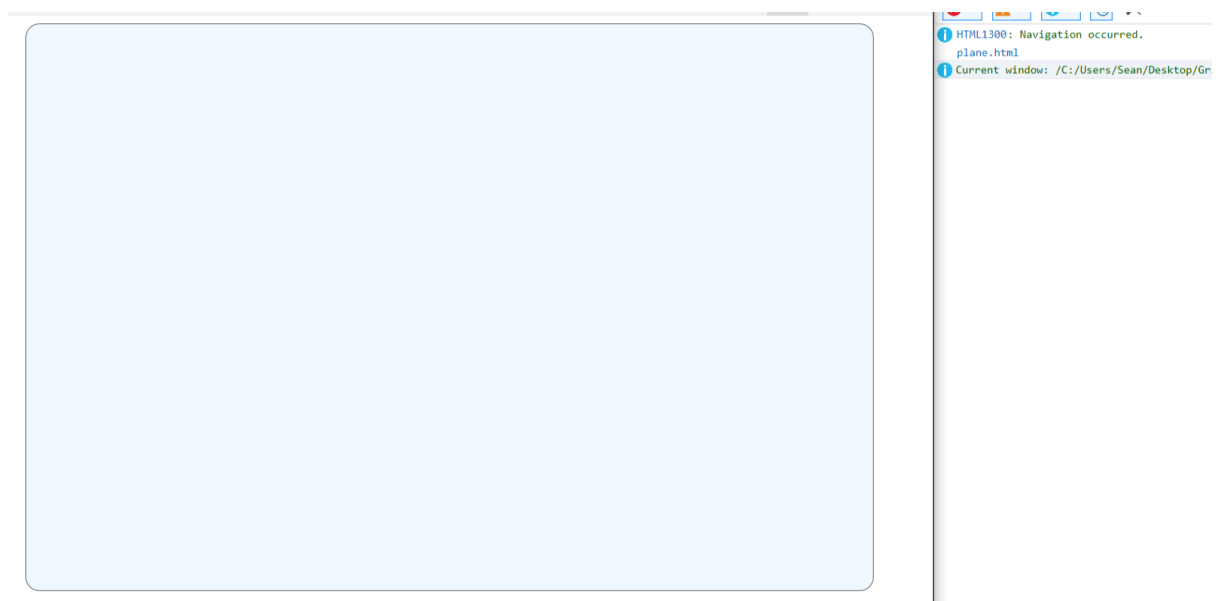 HTML1300: Navigation occurred.
plane.html
Current window: /C:/Users/Sean/Desktop/Gr